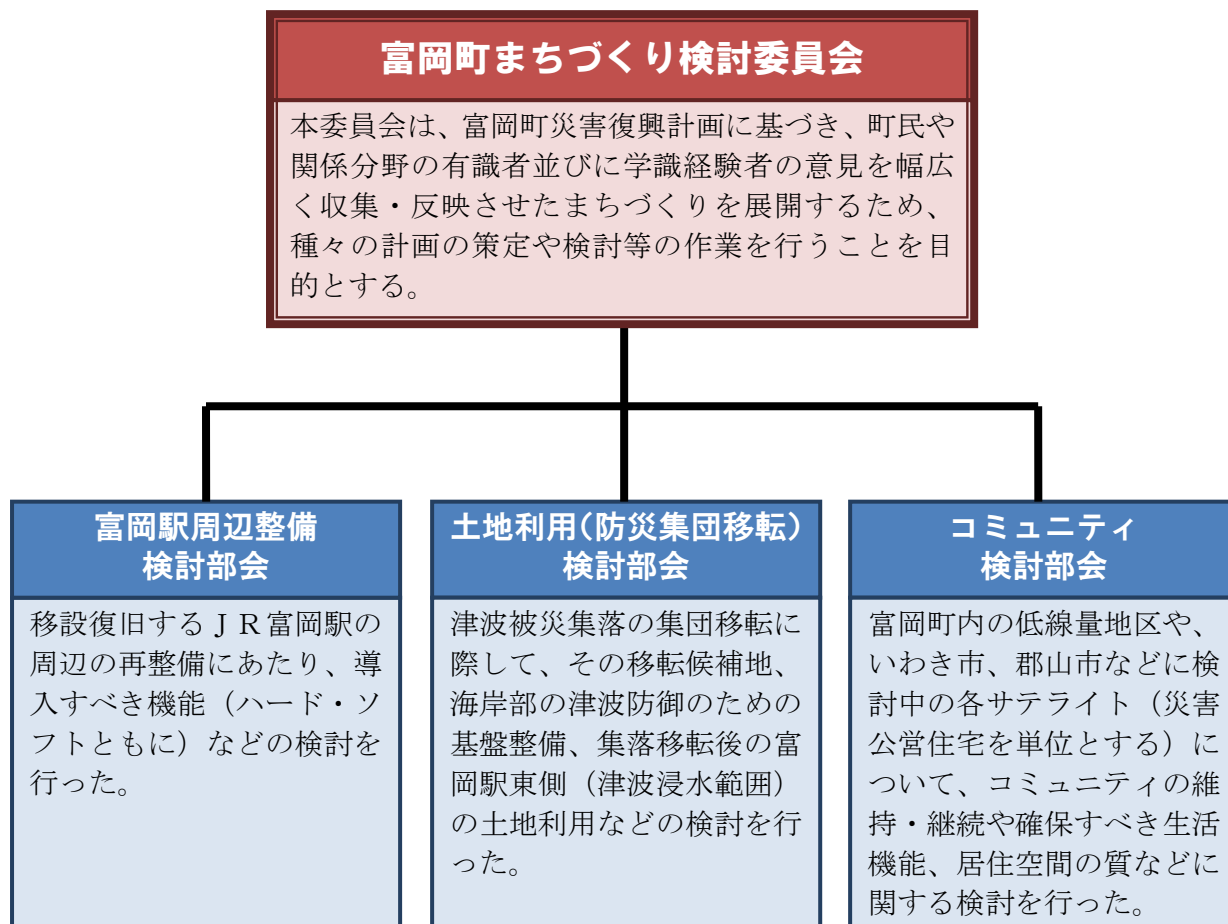 富岡町まちづくり検討委員会
本委員会は、富岡町災害復興計画に基づき、町民や
関係分野の有識者並びに学識経験者の意見を幅広
く収集・反映させたまちづくりを展開するため、
種々の計画の策定や検討等の作業を行うことを目
的とする。
富岡駅周辺整備
検討部会
移設復旧するＪＲ富岡駅の
周辺の再整備にあたり、導
入すべき機能（ハード・ソ
フトともに）などの検討を
行った。
土地利用(防災集団移転)
検討部会
津波被災集落の集団移転に
際して、その移転候補地、
海岸部の津波防御のための
基盤整備、集落移転後の富
岡駅東側（津波浸水範囲）
の土地利用などの検討を行
った。
コミュニティ
検討部会
富岡町内の低線量地区や、
いわき市、郡山市などに検
討中の各サテライト（災害
公営住宅を単位とする）に
ついて、コミュニティの維
持・継続や確保すべき生活
機能、居住空間の質などに
関する検討を行った。